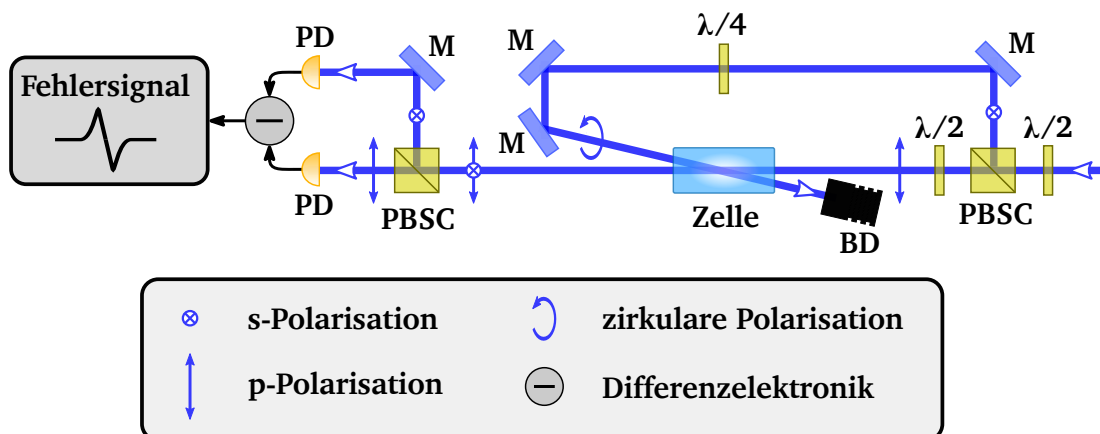 PD
M
M
λ/4
M
Fehlersignal
λ/2
λ/2
M
PD
PBSC
Zelle
BD
PBSC
s-Polarisation
zirkulare Polarisation
p-Polarisation
Differenzelektronik